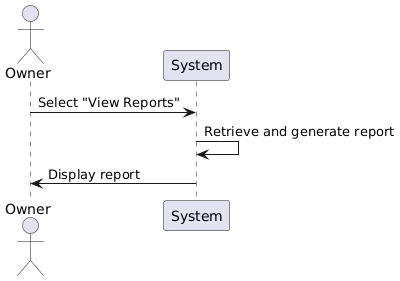 Owner
System
Select "View Reports"
Retrieve and generate report
Display report
Owner
System